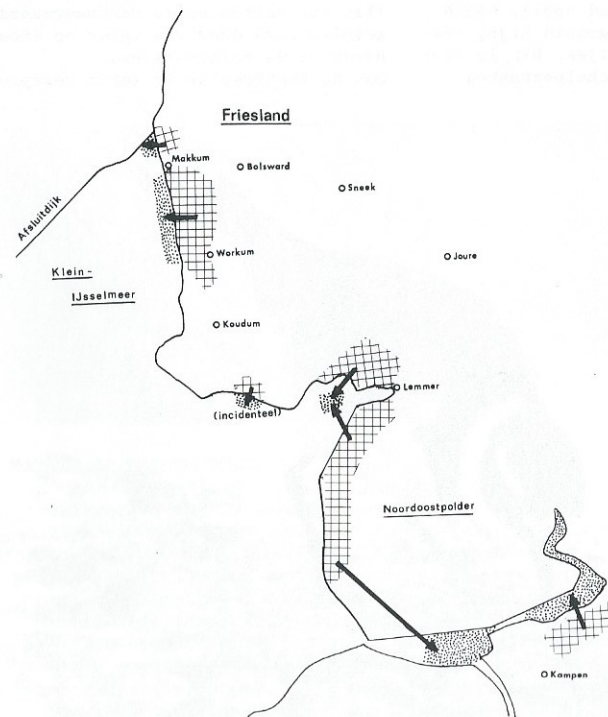 Friesland
Makkum
Bolsward
Sneek
Afsluitdijk
Workum
Joure
Klein-
IJsselmeer
Koudum
(incidenteel)
Lemmer
Noordoostpolder
Kampen